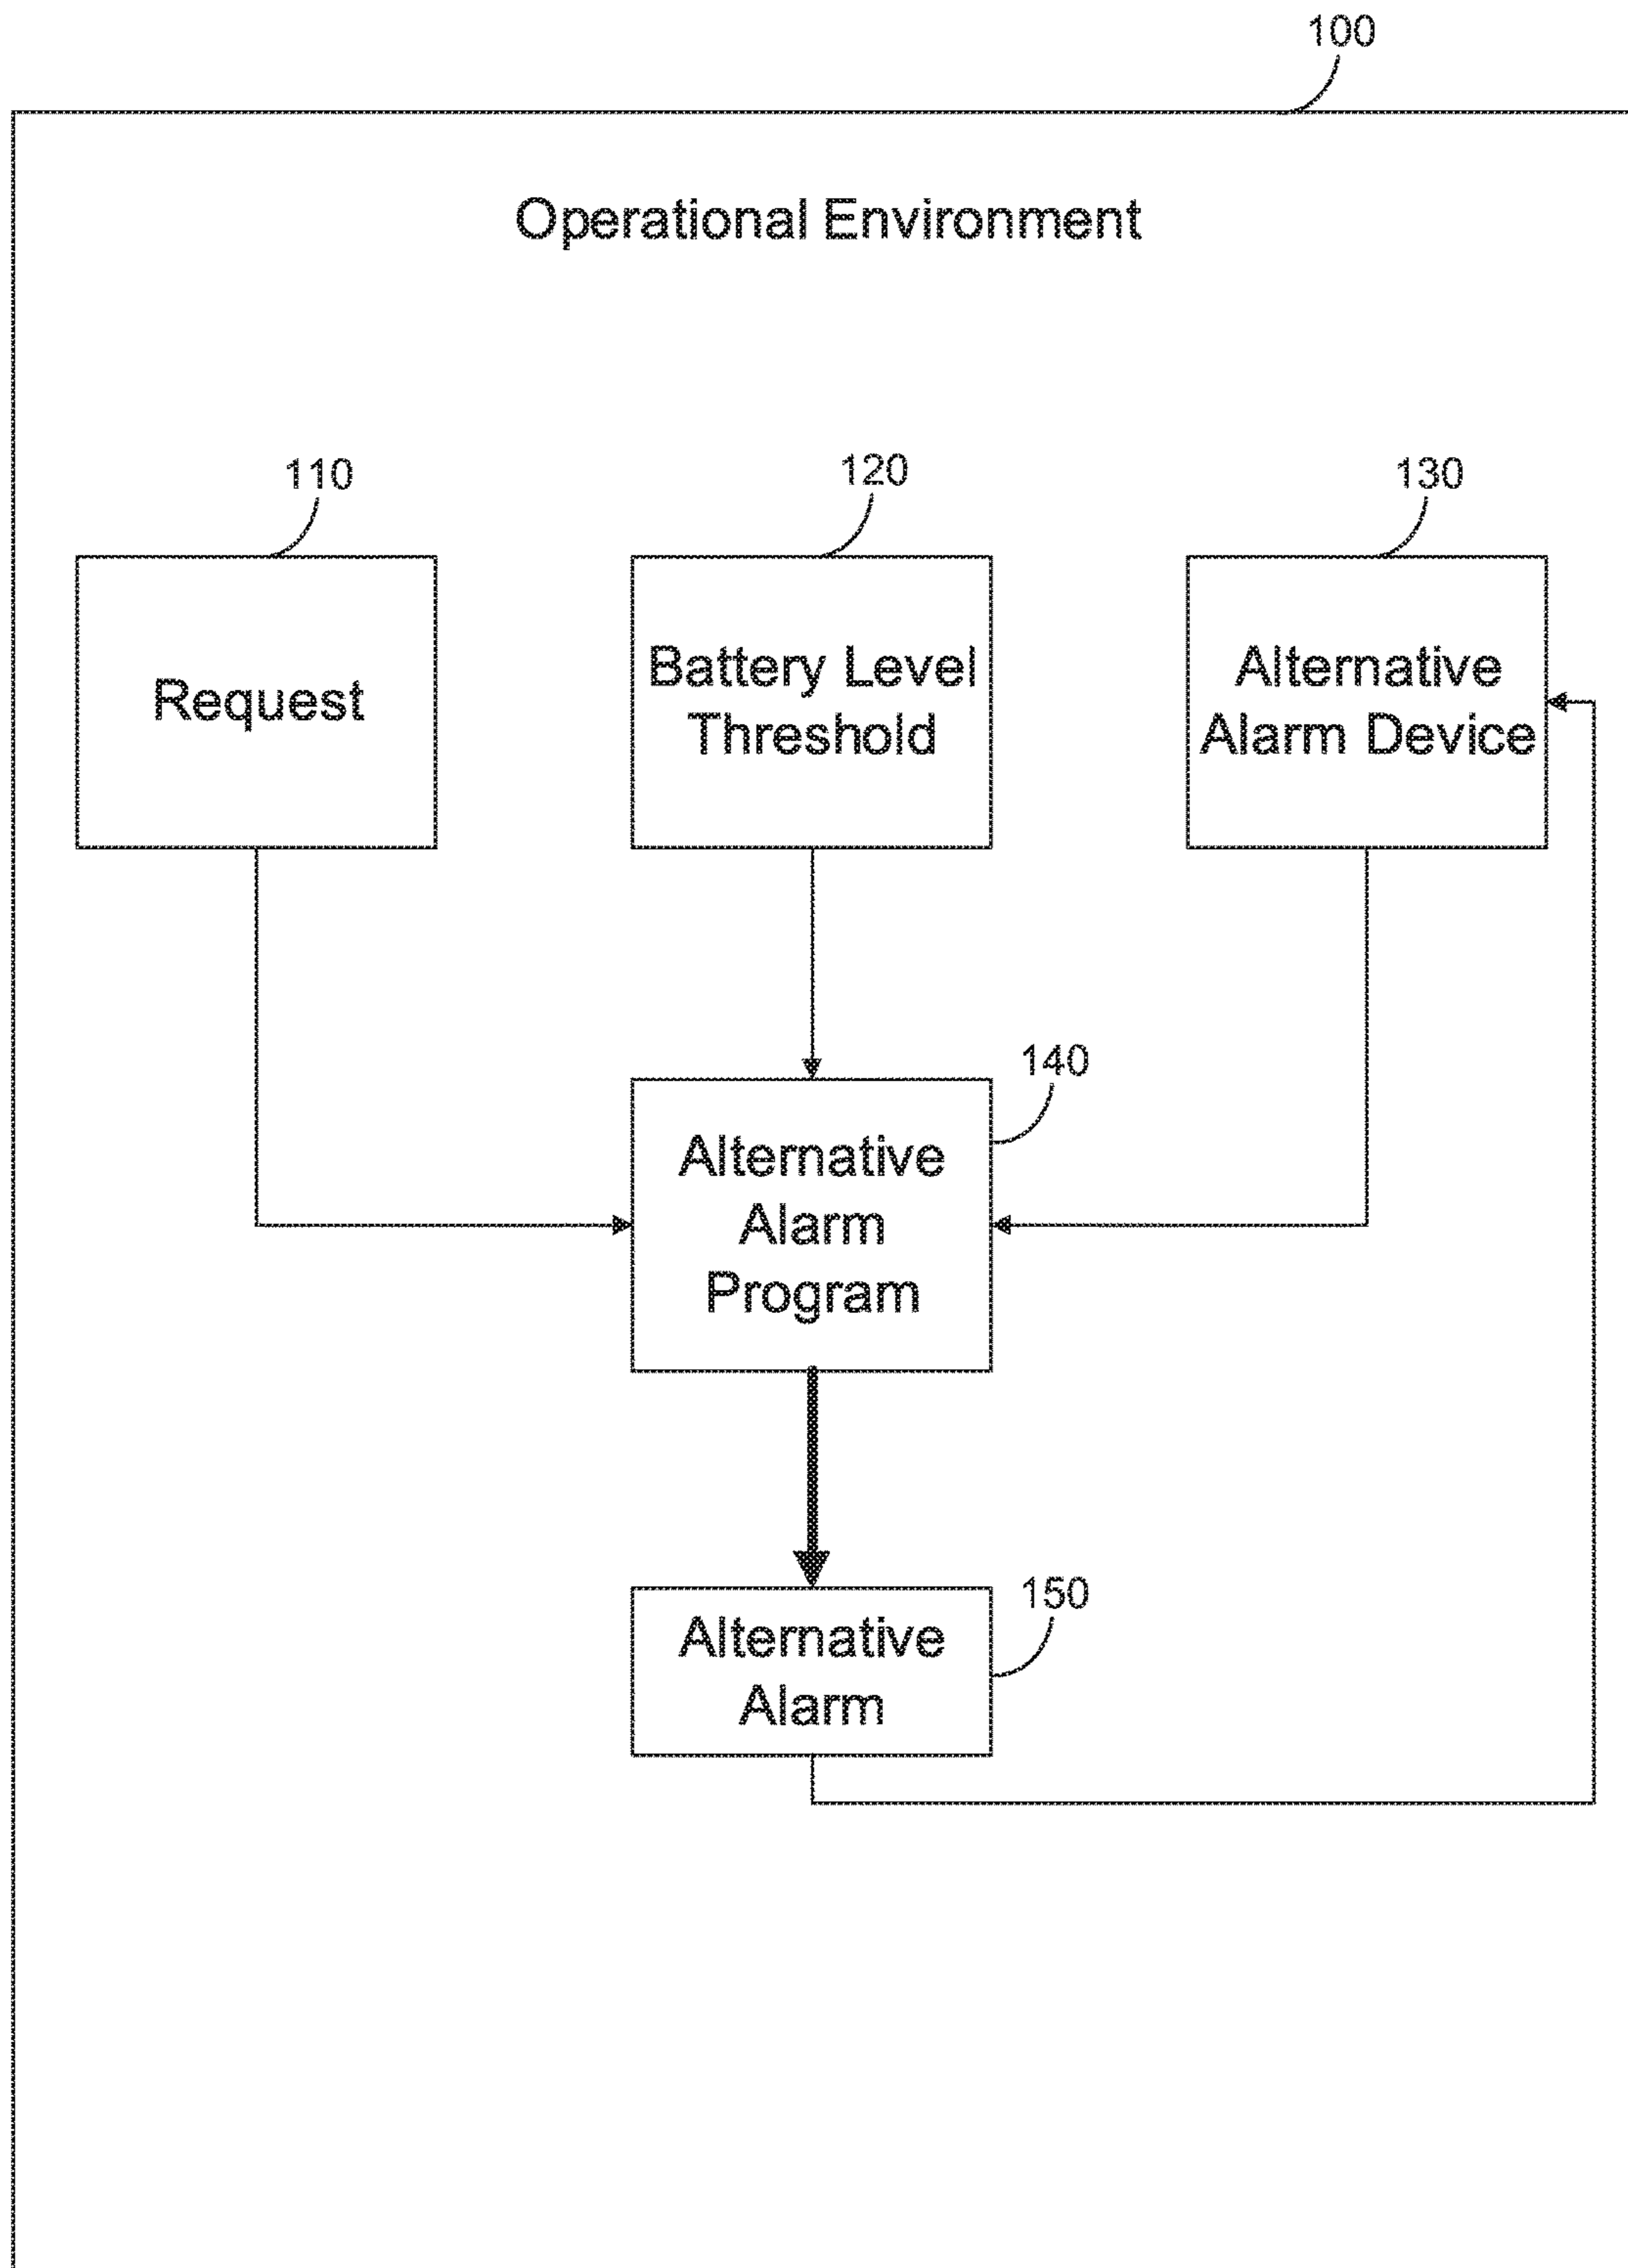 100
Operational Environment
110
120
130
Request
Battery Level
Threshold
Alternative
Alarm Device
140
Alternative
Alarm
Program
150
Alternative
Alarm